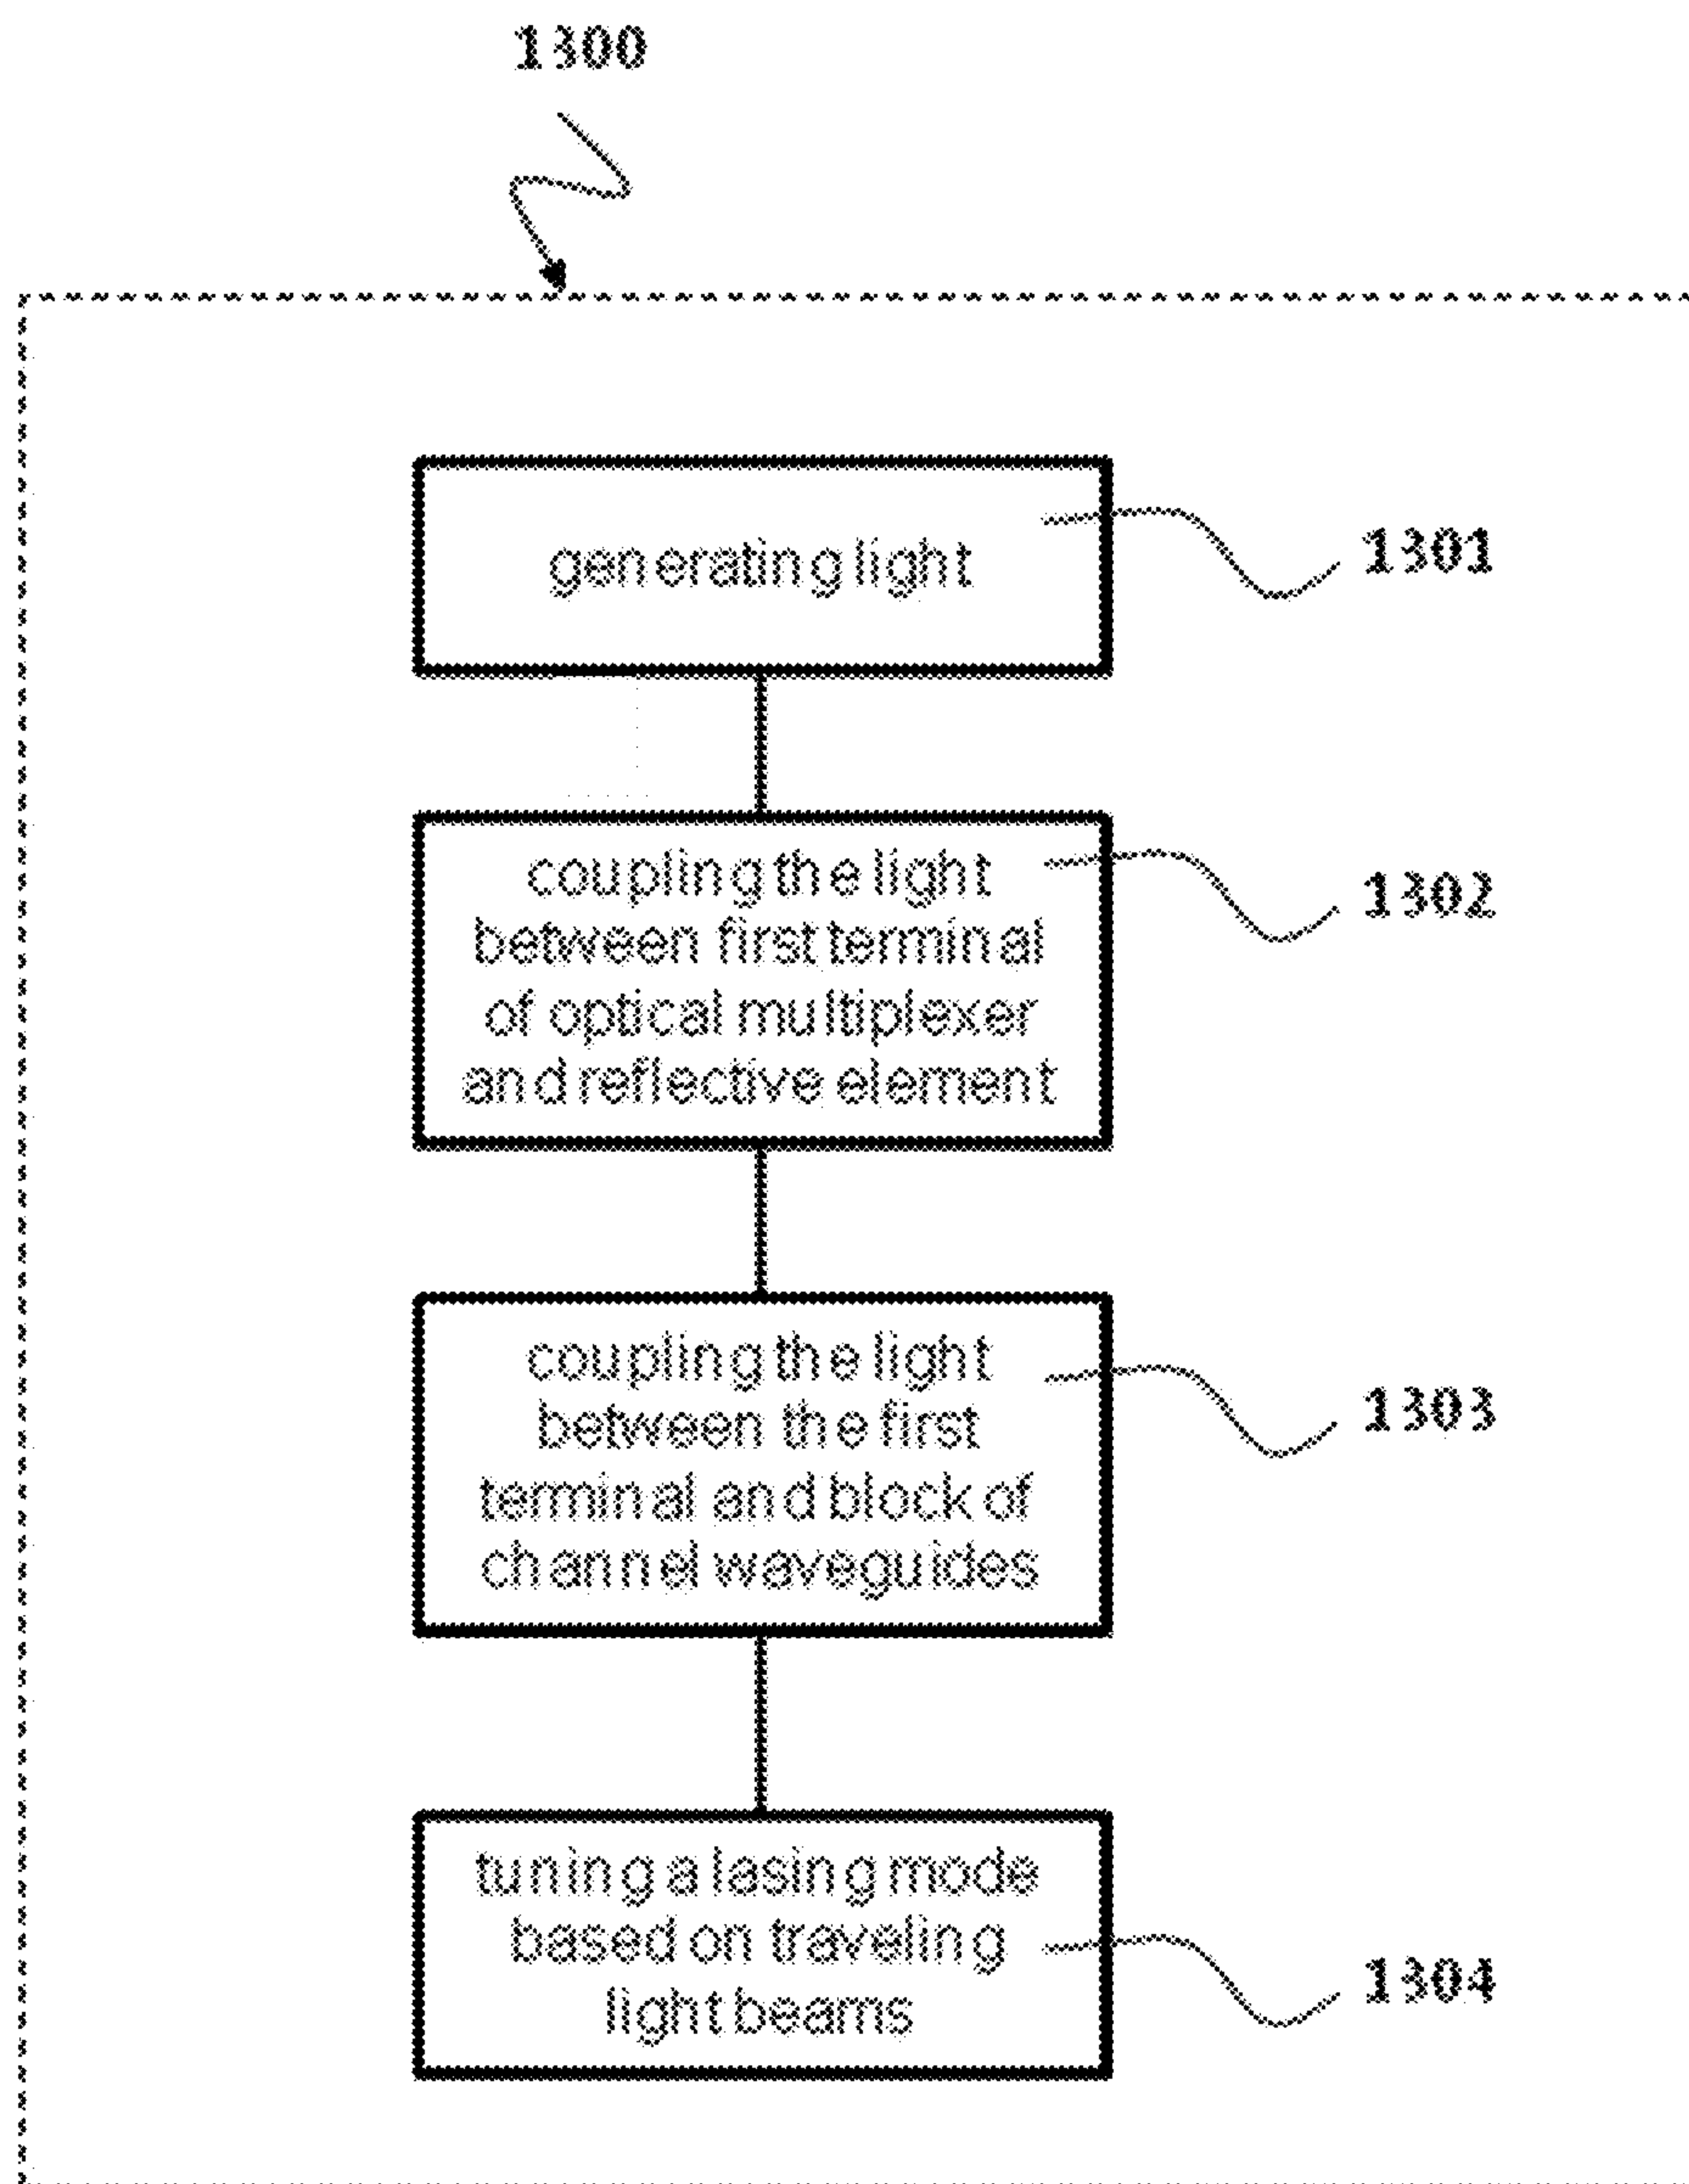 1300
generating light
1301
coupling the light
between first terminal
of optical multiplexer
and reflective element
1302
coupling the light
between the first
terminal and block of
channel waveguides
1303
tuning a lasing mode
based on traveling
light beams
1304